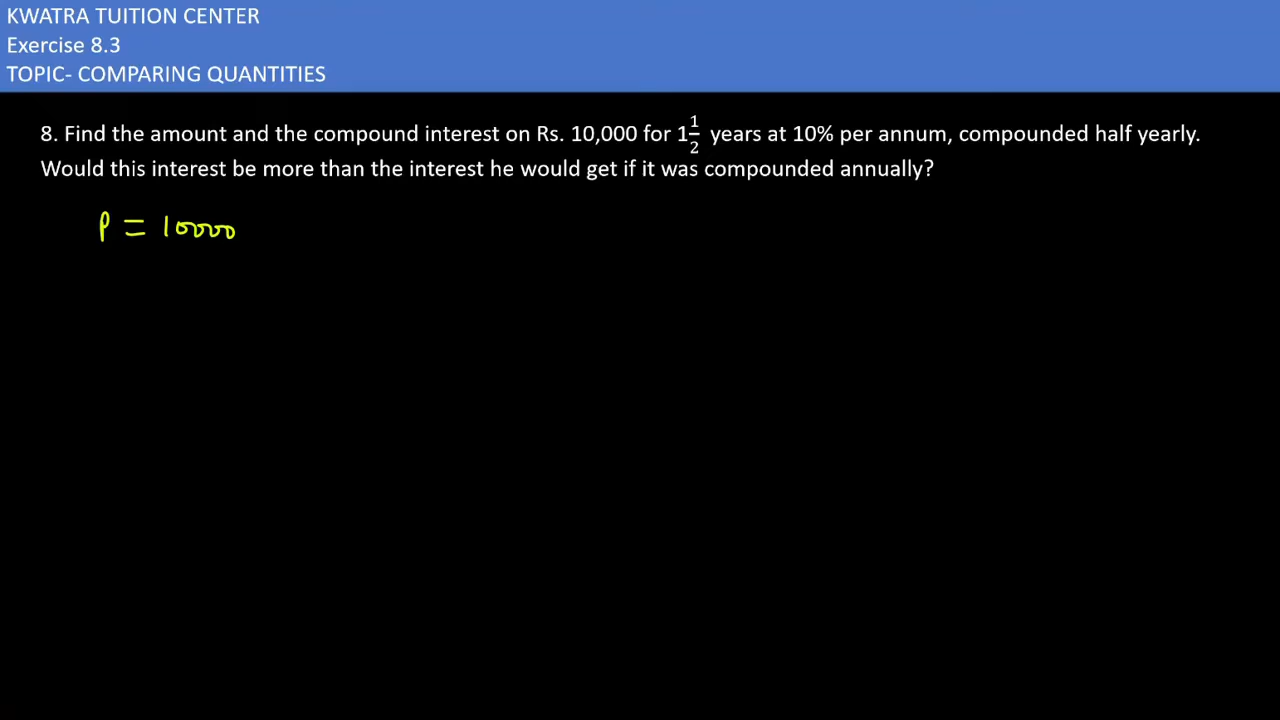 KWATRA TUITION CENTER
Exercise 8.3
TOPIC- COMPARING QUANTITIES
8. Find the amount and the compound interest on Rs. 10,000 for 1 1/2 years at 10% per annum, compounded half yearly.
Would this interest be more than the interest he would get if it was compounded annually?
P = 10000